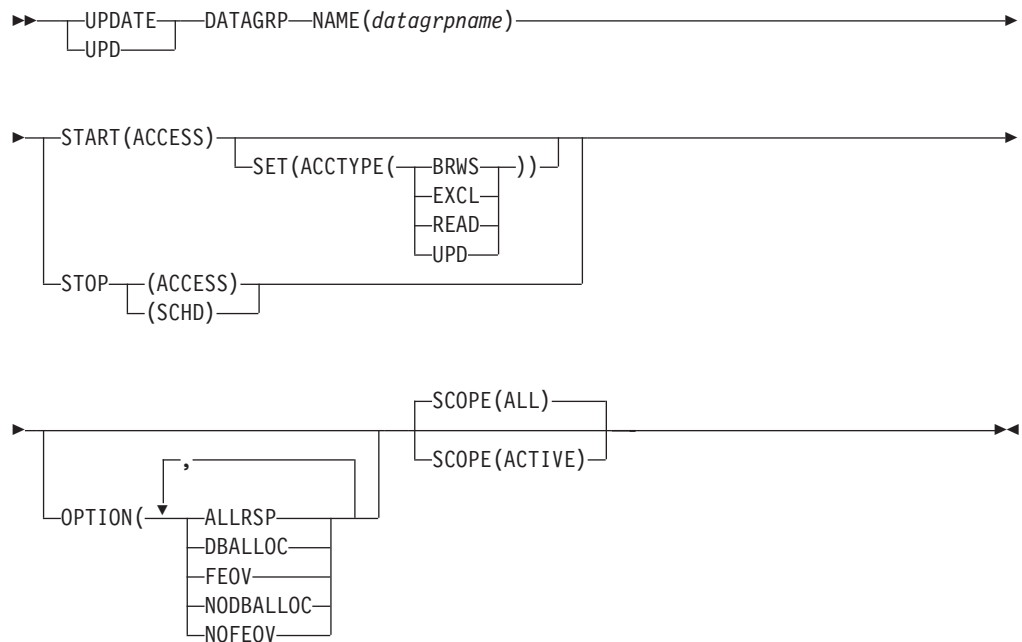 UPDATE DATAGRP NAME(datagrpname)
UPD
START(ACCESS)
SET(ACCTYPE( BRWS ))
EXCL
READ
UPD
STOP (ACCESS)
(SCHD)
SCOPE(ALL)
SCOPE(ACTIVE)
,
OPTION( ALLRSP
DBALLOC
FEOV
NODBALLOC
NOFEOV